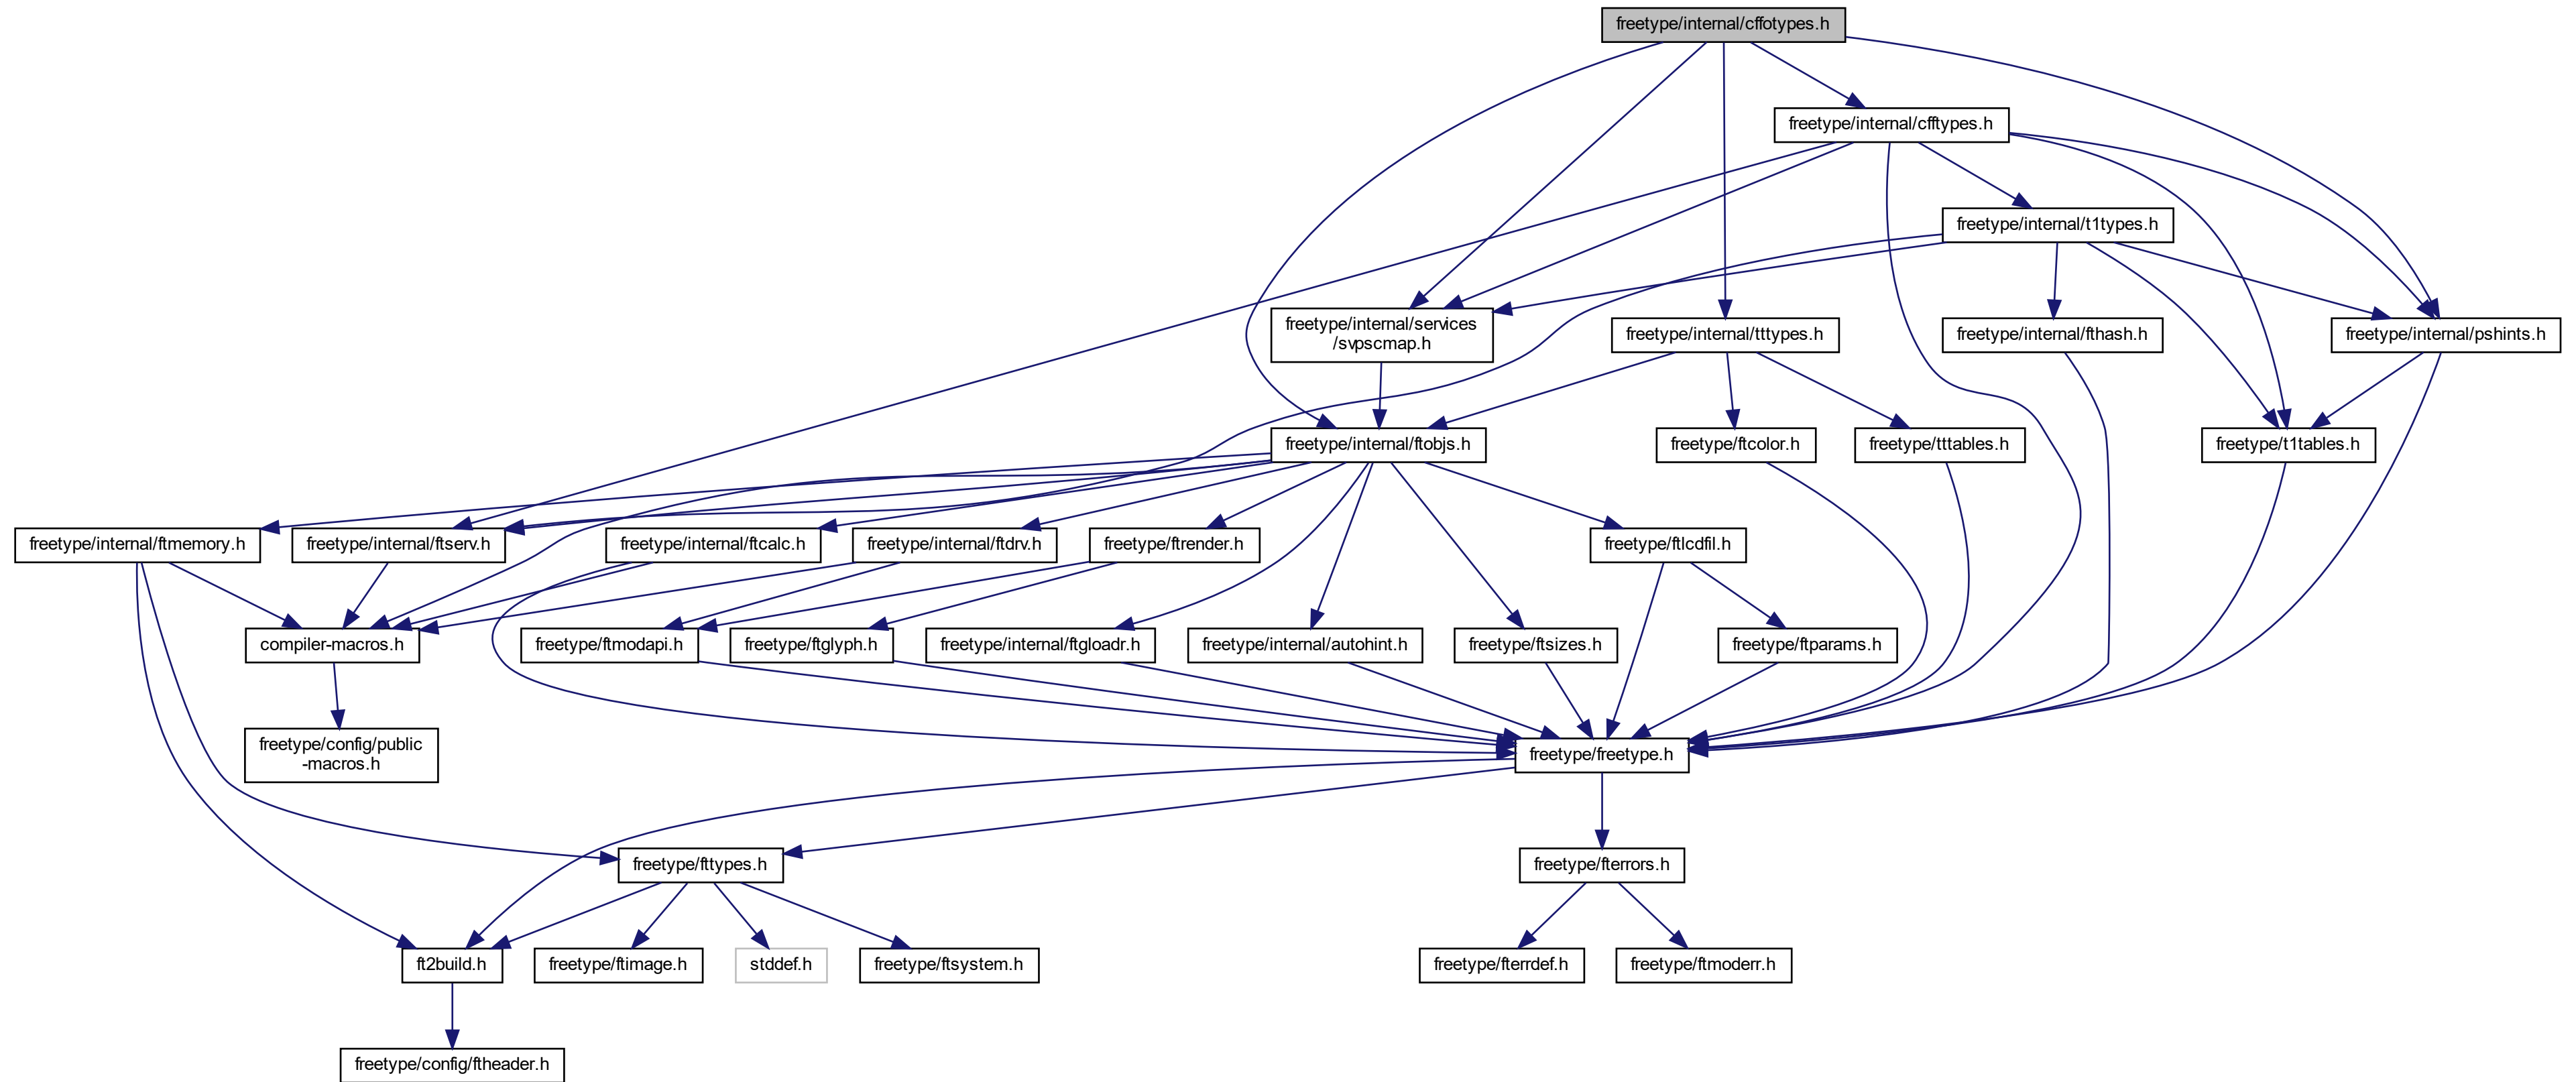 freetype/internal/cffotypes.h
freetype/internal/cfftypes.h
freetype/internal/t1types.h
freetype/internal/services
/svpscmap.h
freetype/internal/tttypes.h
freetype/internal/fthash.h
freetype/internal/pshints.h
freetype/internal/ftobjs.h
freetype/ftcolor.h
freetype/tttables.h
freetype/t1tables.h
freetype/internal/ftmemory.h
freetype/internal/ftserv.h
freetype/internal/ftcalc.h
freetype/internal/ftdrv.h
freetype/ftrender.h
freetype/ftlcdfil.h
compiler-macros.h
freetype/ftmodapi.h
freetype/ftglyph.h
freetype/internal/ftgloadr.h
freetype/internal/autohint.h
freetype/ftsizes.h
freetype/ftparams.h
freetype/config/public
-macros.h
freetype/freetype.h
freetype/fttypes.h
freetype/fterrors.h
ft2build.h
freetype/ftimage.h
stddef.h
freetype/ftsystem.h
freetype/fterrdef.h
freetype/ftmoderr.h
freetype/config/ftheader.h